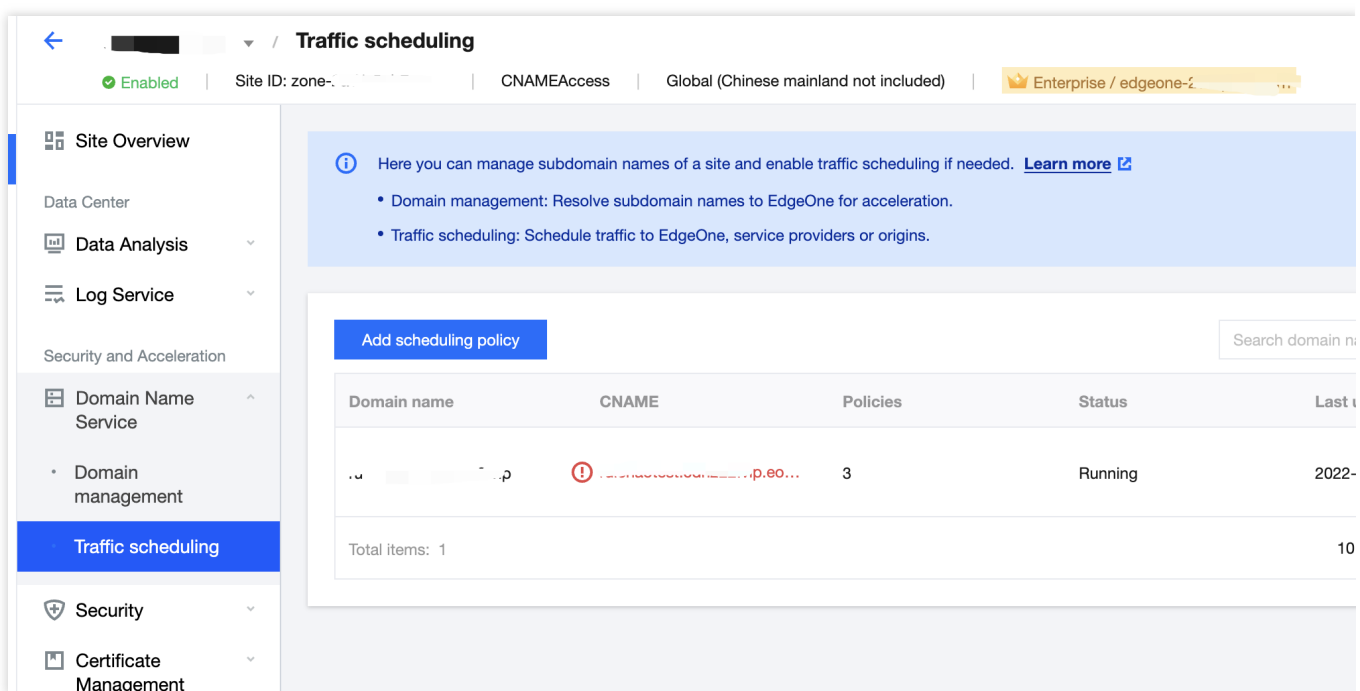 / Traffic scheduling
Enabled | Site ID: zone- | CNAMEAccess | Global (Chinese mainland not included) | Enterprise / edgeone-2
Site Overview
Data Center
Data Analysis
Log Service
Security and Acceleration
Domain Name
Service
Domain
management
Traffic scheduling
Security
Certificate
Management
Here you can manage subdomain names of a site and enable traffic scheduling if needed. Learn more
• Domain management: Resolve subdomain names to EdgeOne for acceleration.
• Traffic scheduling: Schedule traffic to EdgeOne, service providers or origins.
Add scheduling policy
Search domain na
Domain name CNAME Policies Status Last u
3 Running 2022-
Total items: 1 10